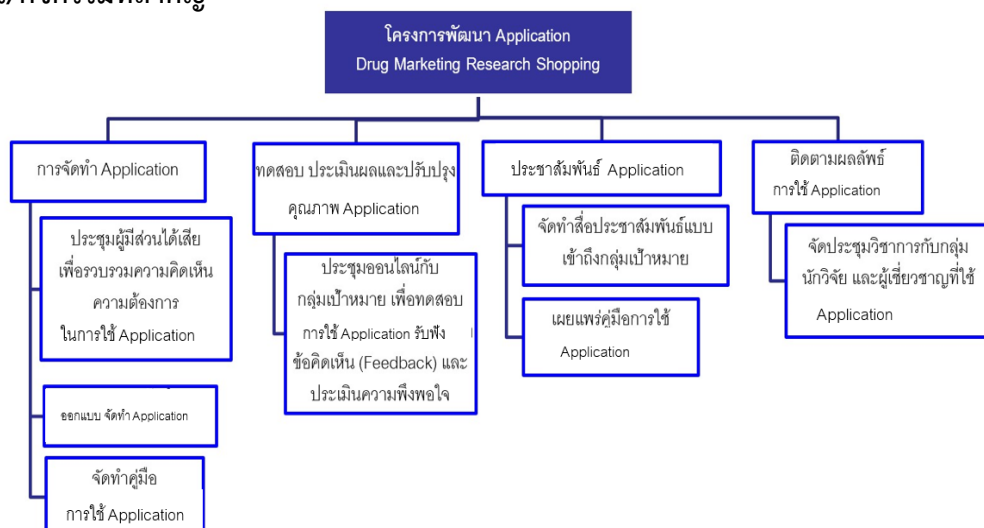 โครงการพัฒนา Application
Drug Marketing Research Shopping
การจัดทำ Application
ประชุมผู้มีส่วนได้เสีย
เพื่อรวบรวมความคิดเห็น
ความต้องการ
ในการใช้ Application
ออกแบบ จัดทำ Application
จัดทำคู่มือ
การใช้ Application
ทดสอบ ประเมินผลและปรับปรุง
คุณภาพ Application
ประชุมออนไลน์กับ
กลุ่มเป้าหมาย เพื่อทดสอบ
การใช้ Application รับฟัง
ข้อคิดเห็น (Feedback) และ
ประเมินความพึงพอใจ
ประชาสัมพันธ์ Application
จัดทำสื่อประชาสัมพันธ์แบบ
เข้าถึงกลุ่มเป้าหมาย
เผยแพร่คู่มือการใช้
Application
ติดตามผลลัพธ์
การใช้ Application
จัดประชุมวิชาการกับกลุ่ม
นักวิจัย และผู้เชี่ยวชาญที่ใช้
Application